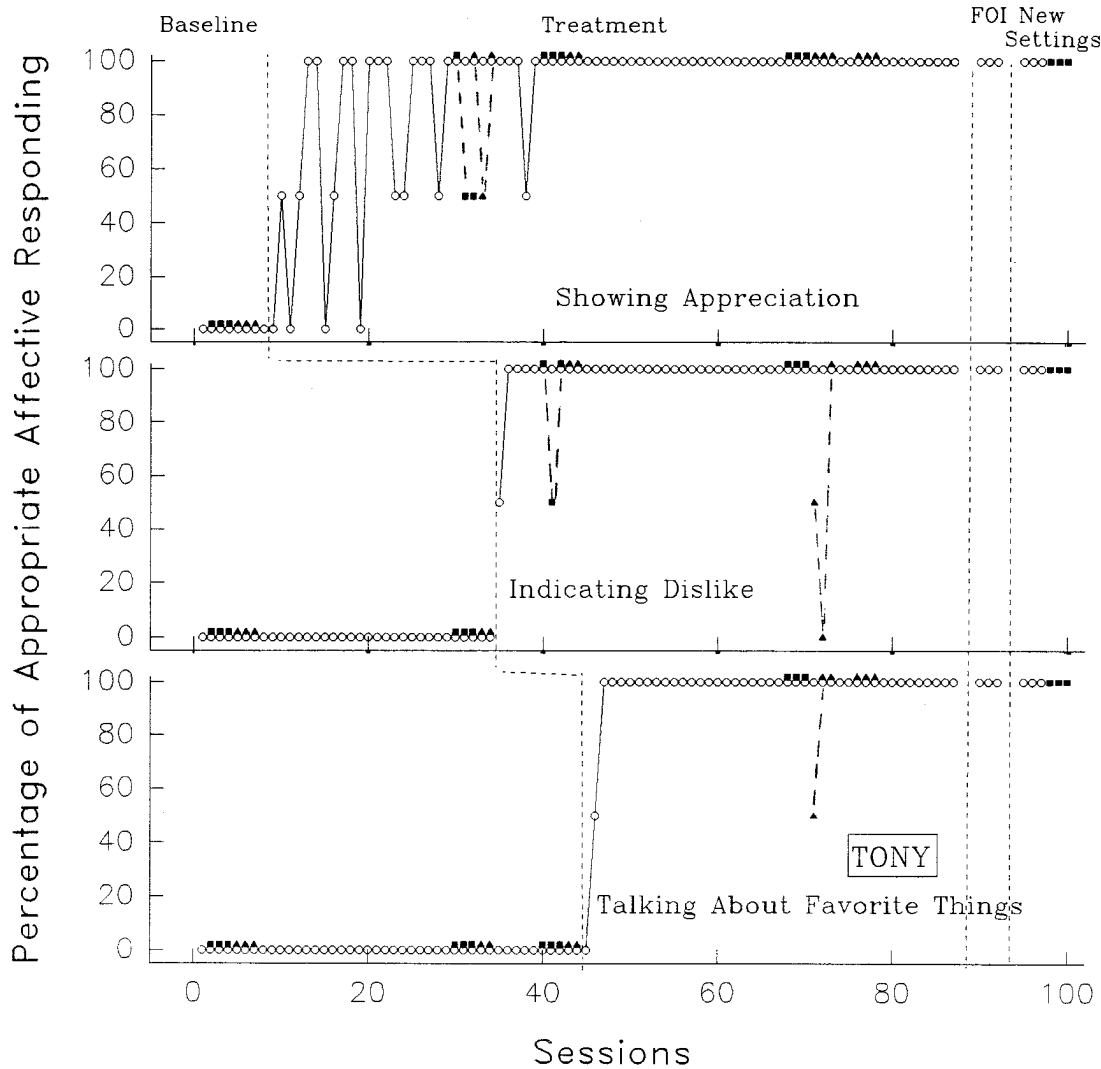 Baseline
Treatment
FOI New
Settings
Percentage of Appropriate Affective Responding
100
80
60
40
20
0
Showing Appreciation
100
80
60
40
20
0
Indicating Dislike
100
80
60
40
20
0
TONY
Talking About Favorite Things
0 20 40 60 80 100
Sessions